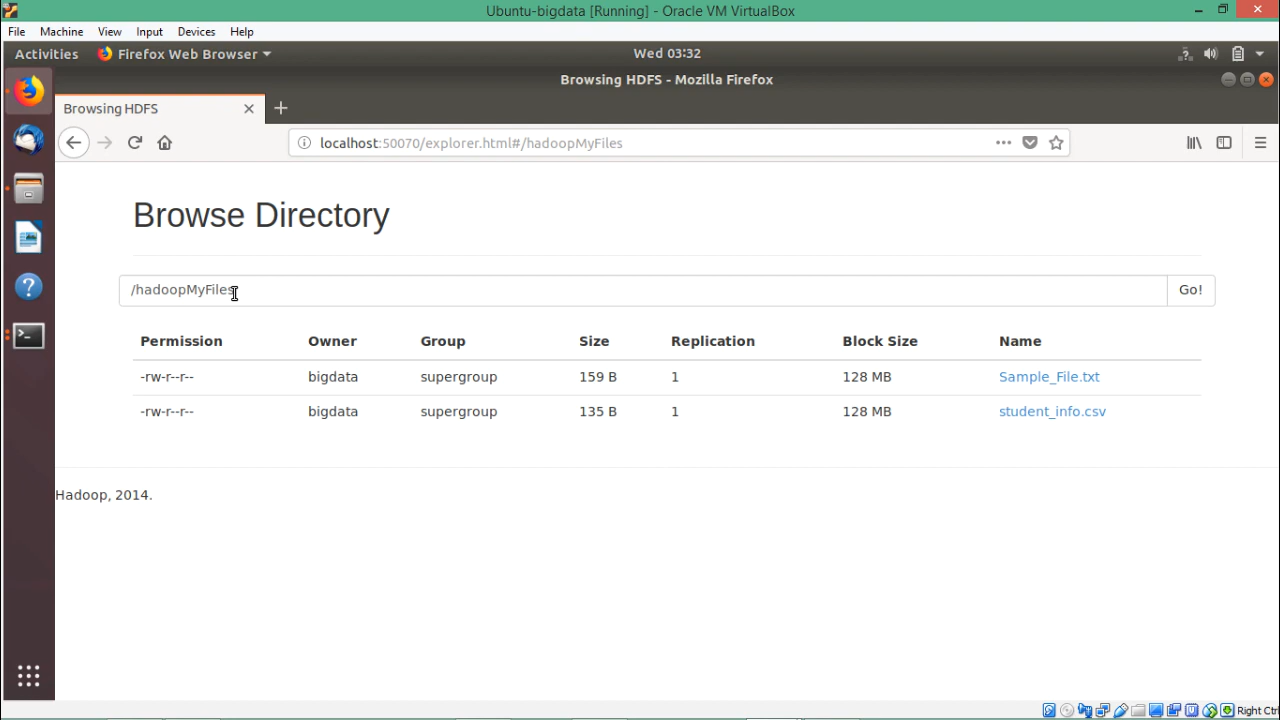 Ubuntu-bigdata [Running] - Oracle VM VirtualBox
File Machine View Input Devices Help
Activities Firefox Web Browser Wed 03:32
Browsing HDFS - Mozilla Firefox
Browsing HDFS
localhost:50070/explorer.html#/hadoopMyFiles
Browse Directory
/hadoopMyFiles Go!
Permission Owner Group Size Replication Block Size Name
-rw-r--r-- bigdata supergroup 159 B 1 128 MB Sample_File.txt
-rw-r--r-- bigdata supergroup 135 B 1 128 MB student_info.csv
Hadoop, 2014.
Right Ctrl